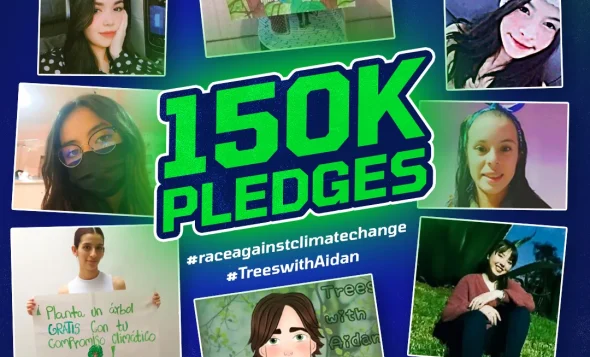 150K
PLEDGES
#raceagainstclimatechange
#TreeswithAidan
Planta un árbol
GRATIS Con tu
compromiso climático
Trees
with
Aidan